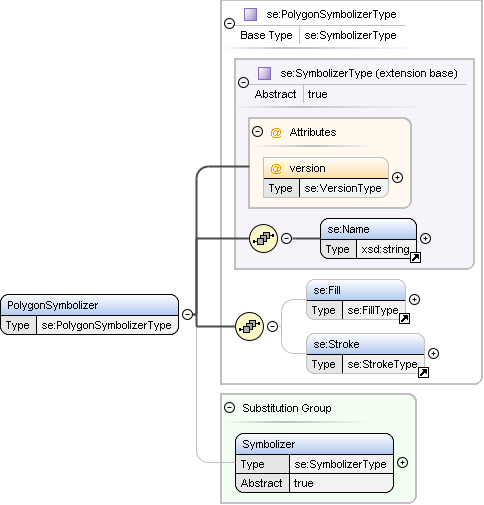 se:PolygonSymbolizerType
Base Type se:SymbolizerType
se:SymbolizerType (extension base)
Abstract true
@ Attributes
@ version
Type se:VersionType
se:Name
Type xsd:string
PolygonSymbolizer
Type se:PolygonSymbolizerType
se:Fill
Type se:FillType
se:Stroke
Type se:StrokeType
Substitution Group
Symbolizer
Type se:SymbolizerType
Abstract true